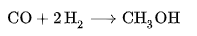 CO + 2 H₂ ⟶ CH₃OH